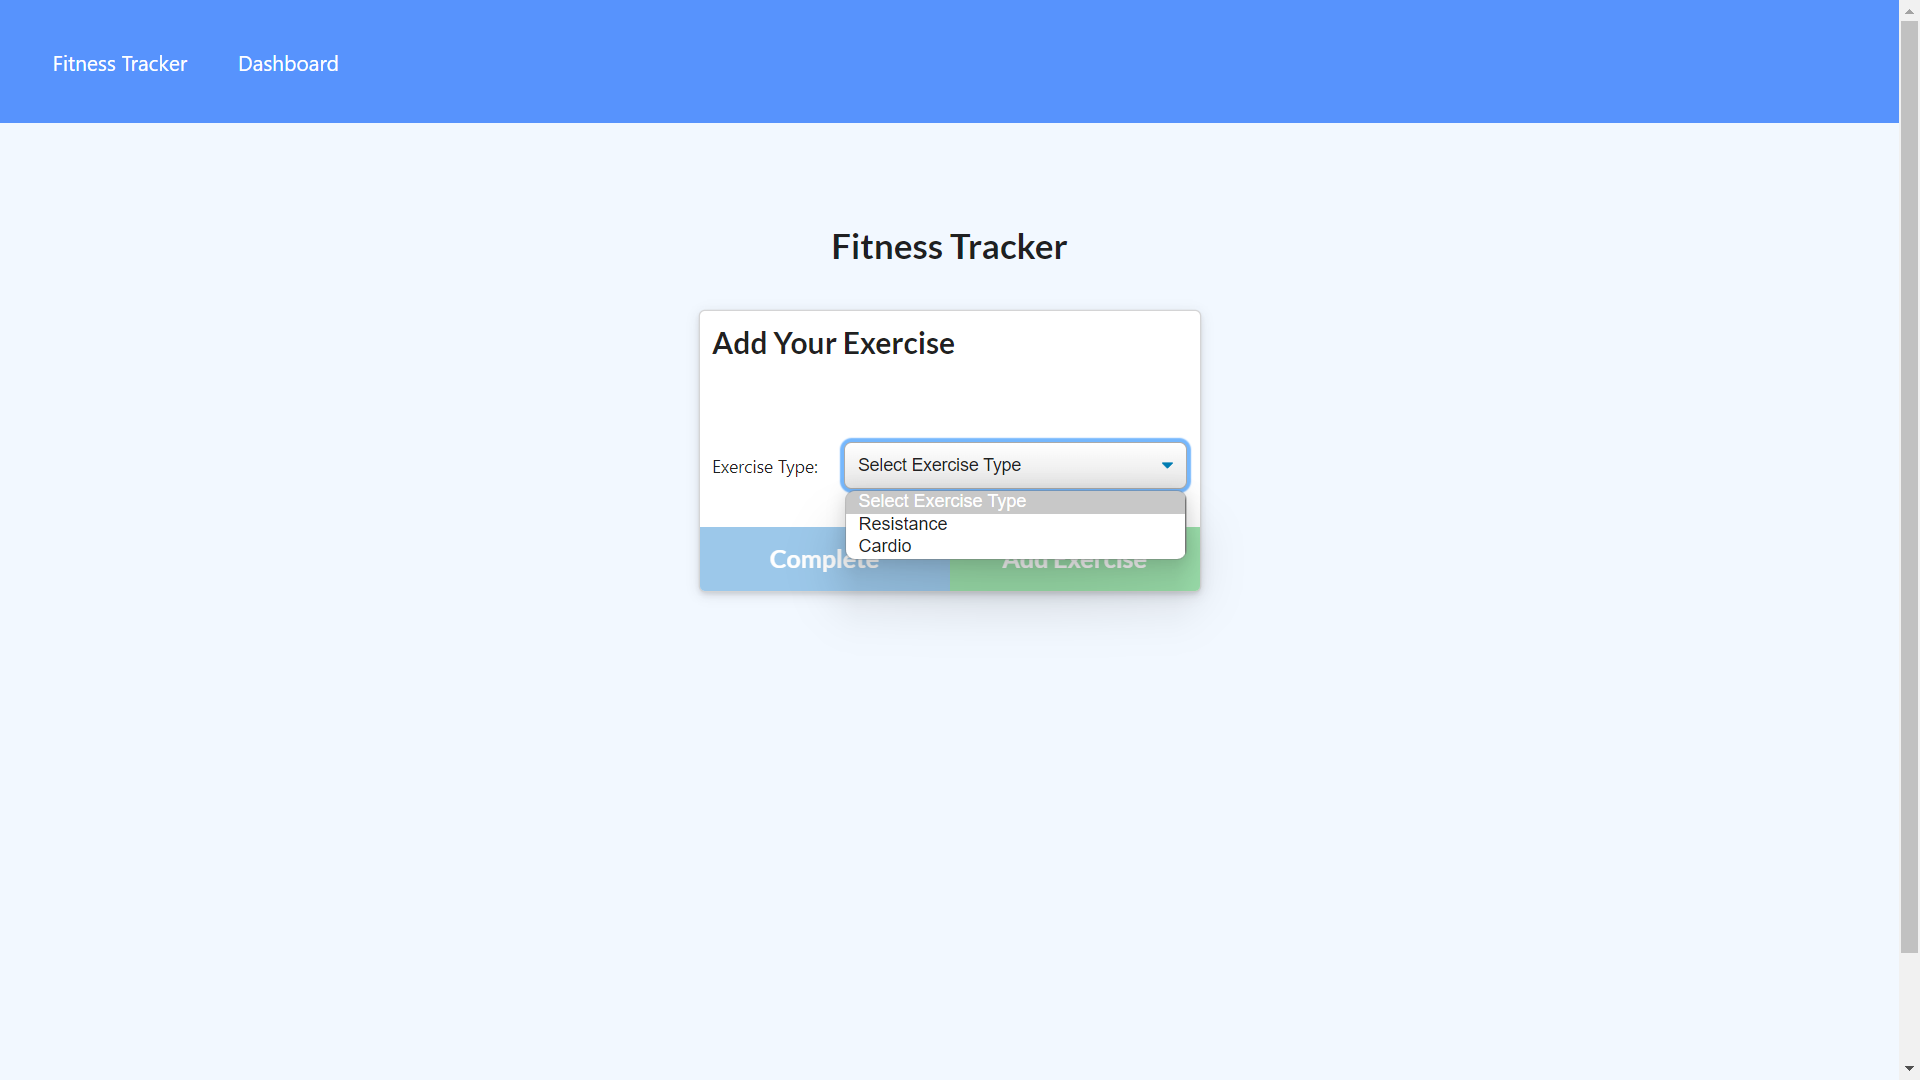 Fitness Tracker Dashboard
Fitness Tracker
Add Your Exercise
Exercise Type: Select Exercise Type
Select Exercise Type
Resistance
Cardio
Complete Add Exercise